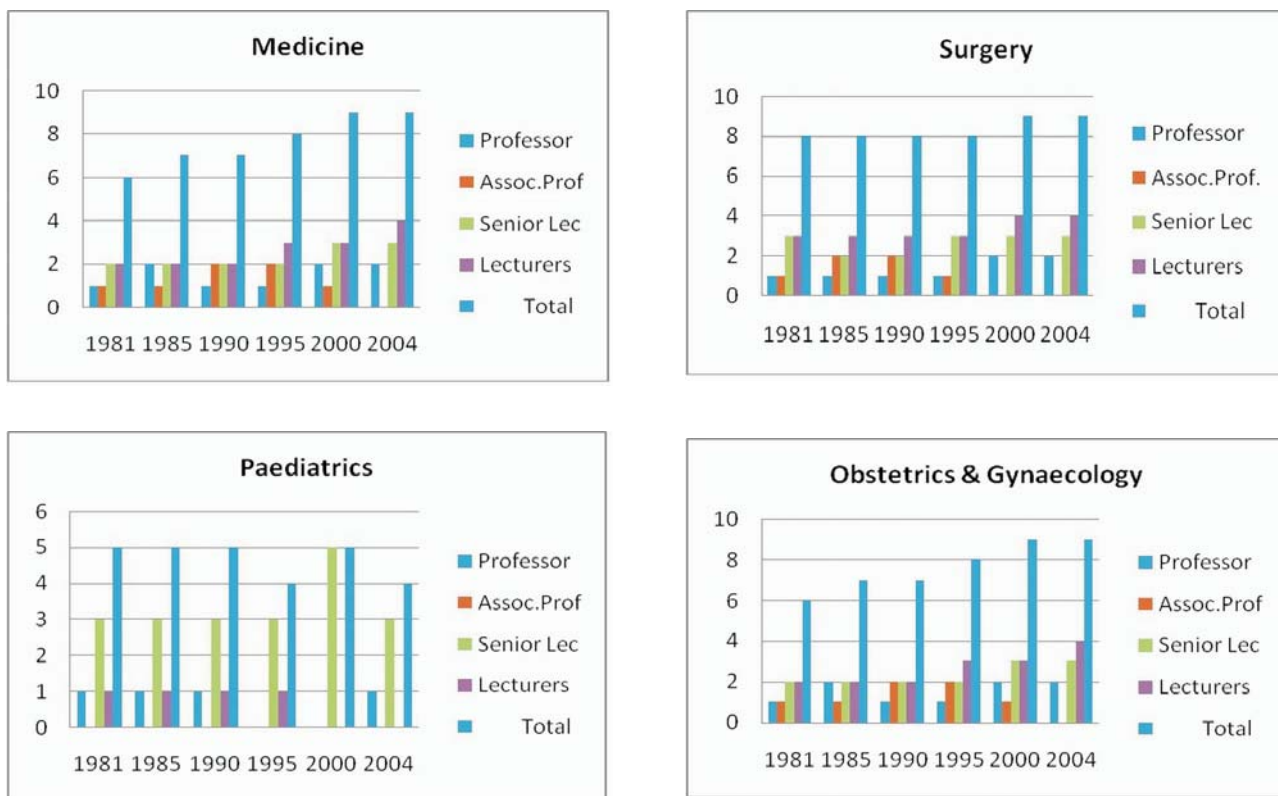 Medicine
10
8
6
4
2
0
1981 1985 1990 1995 2000 2004
Professor
Assoc.Prof
Senior Lec
Lecturers
Total
Surgery
10
8
6
4
2
0
1981 1985 1990 1995 2000 2004
Professor
Assoc.Prof.
Senior Lec
Lecturers
Total
Paediatrics
6
5
4
3
2
1
0
1981 1985 1990 1995 2000 2004
Professor
Assoc.Prof
Senior Lec
Lecturers
Total
Obstetrics & Gynaecology
10
8
6
4
2
0
1981 1985 1990 1995 2000 2004
Professor
Assoc.Prof
Senior Lec
Lecturers
Total